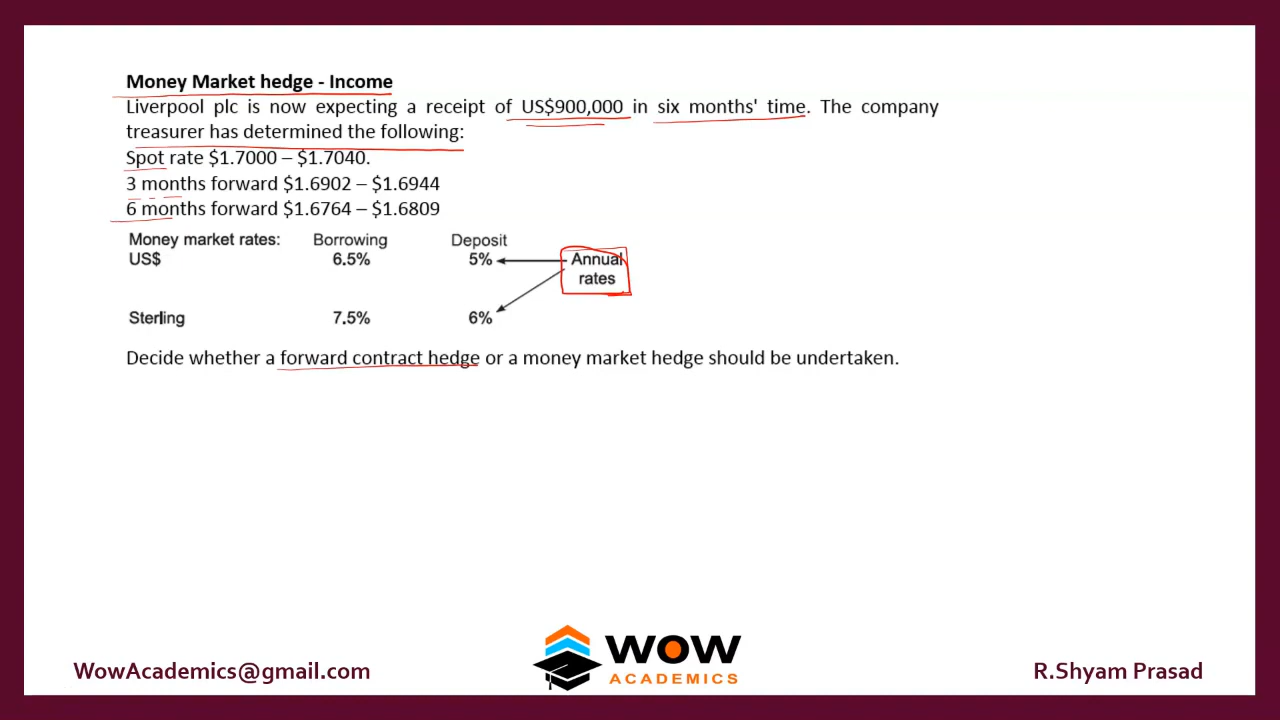 Money Market hedge - Income
Liverpool plc is now expecting a receipt of US$900,000 in six months' time. The company
treasurer has determined the following:
Spot rate $1.7000 – $1.7040.
3 months forward $1.6902 – $1.6944
6 months forward $1.6764 – $1.6809
Money market rates: Borrowing Deposit
US$ 6.5% 5% Annual
rates
Sterling 7.5% 6%
Decide whether a forward contract hedge or a money market hedge should be undertaken.
WOW
ACADEMICS
WowAcademics@gmail.com R.Shyam Prasad